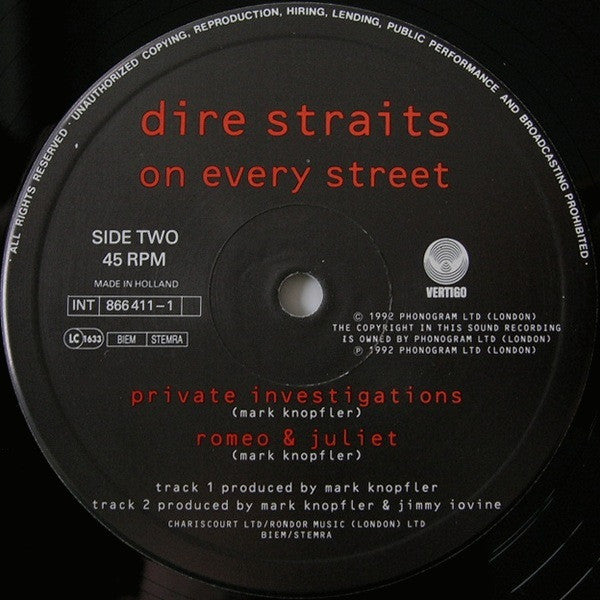 · ALL RIGHTS RESERVED · UNAUTHORIZED COPYING, REPRODUCTION, HIRING, LENDING, PUBLIC PERFORMANCE AND BROADCASTING PROHIBITED ·
dire straits
on every street
SIDE TWO
45 RPM
MADE IN HOLLAND
INT 866 411-1
LC 1633 BIEM STEMRA
VERTIGO
© 1992 PHONOGRAM LTD (LONDON)
THE COPYRIGHT IN THIS SOUND RECORDING
IS OWNED BY PHONOGRAM LTD (LONDON)
℗ 1992 PHONOGRAM LTD (LONDON)
private investigations
(mark knopfler)
romeo & juliet
(mark knopfler)
track 1 produced by mark knopfler
track 2 produced by mark knopfler & jimmy iovine
CHARISCOURT LTD/RONDOR MUSIC (LONDON) LTD
BIEM/STEMRA